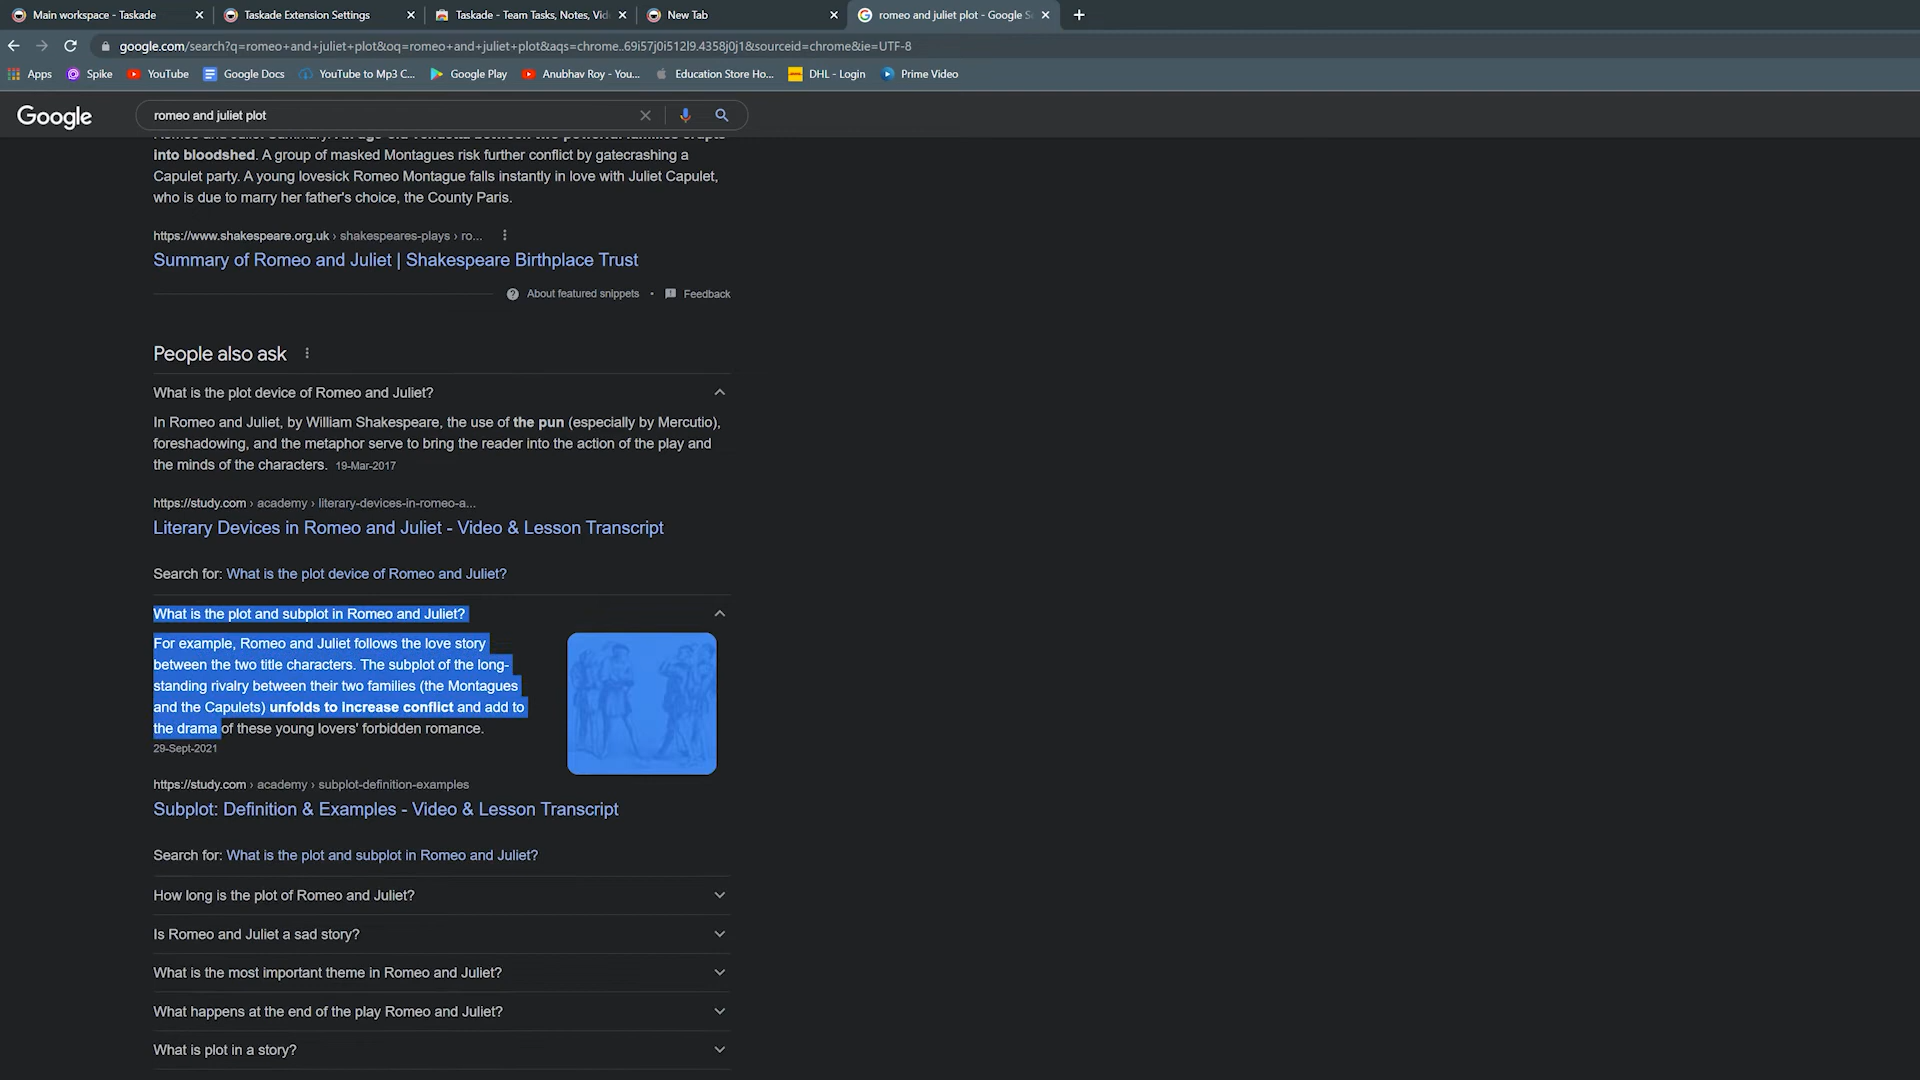 Main workspace - Taskade
Taskade Extension Settings
Taskade - Team Tasks, Notes, Vid
New Tab
romeo and juliet plot - Google S
google.com/search?q=romeo+and+juliet+plot&oq=romeo+and+juliet+plot&aqs=chrome..69i57j0i512l9.4358j0j1&sourceid=chrome&ie=UTF-8
Apps
Spike
YouTube
Google Docs
YouTube to Mp3 C...
Google Play
Anubhav Roy - You...
Education Store Ho...
DHL - Login
Prime Video
Google
romeo and juliet plot
Romeo and Juliet Summary. An age-old vendetta between two powerful families erupts
into bloodshed. A group of masked Montagues risk further conflict by gatecrashing a
Capulet party. A young lovesick Romeo Montague falls instantly in love with Juliet Capulet,
who is due to marry her father's choice, the County Paris.
https://www.shakespeare.org.uk › shakespeares-plays › ro...
Summary of Romeo and Juliet | Shakespeare Birthplace Trust
About featured snippets • Feedback
People also ask
What is the plot device of Romeo and Juliet?
In Romeo and Juliet, by William Shakespeare, the use of the pun (especially by Mercutio),
foreshadowing, and the metaphor serve to bring the reader into the action of the play and
the minds of the characters. 19-Mar-2017
https://study.com › academy › literary-devices-in-romeo-a...
Literary Devices in Romeo and Juliet - Video & Lesson Transcript
Search for: What is the plot device of Romeo and Juliet?
What is the plot and subplot in Romeo and Juliet?
For example, Romeo and Juliet follows the love story
between the two title characters. The subplot of the long-
standing rivalry between their two families (the Montagues
and the Capulets) unfolds to increase conflict and add to
the drama of these young lovers' forbidden romance.
29-Sept-2021
https://study.com › academy › subplot-definition-examples
Subplot: Definition & Examples - Video & Lesson Transcript
Search for: What is the plot and subplot in Romeo and Juliet?
How long is the plot of Romeo and Juliet?
Is Romeo and Juliet a sad story?
What is the most important theme in Romeo and Juliet?
What happens at the end of the play Romeo and Juliet?
What is plot in a story?